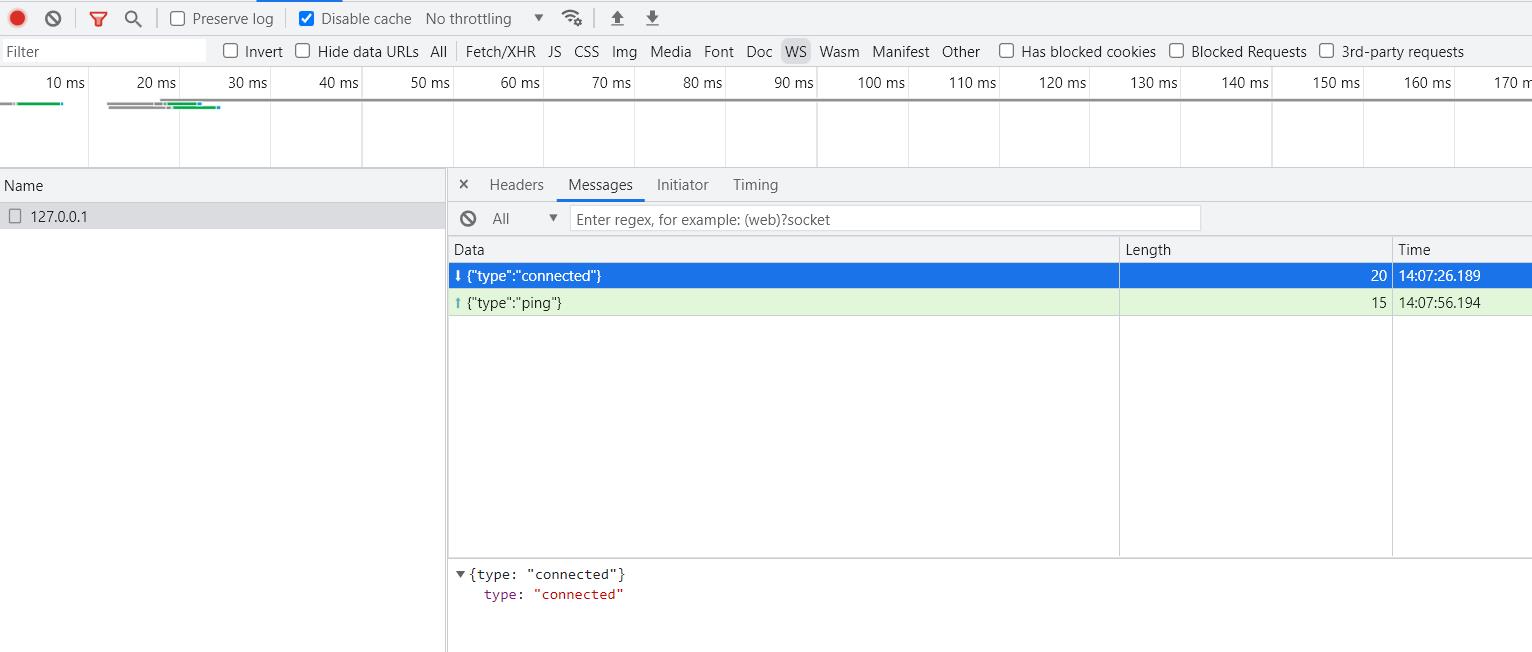 Preserve log Disable cache No throttling
Filter Invert Hide data URLs All Fetch/XHR JS CSS Img Media Font Doc WS Wasm Manifest Other Has blocked cookies Blocked Requests 3rd-party requests
10 ms 20 ms 30 ms 40 ms 50 ms 60 ms 70 ms 80 ms 90 ms 100 ms 110 ms 120 ms 130 ms 140 ms 150 ms 160 ms 170 m
Name × Headers Messages Initiator Timing
127.0.0.1 All Enter regex, for example: (web)?socket
Data Length Time
{"type":"connected"} 20 14:07:26.189
{"type":"ping"} 15 14:07:56.194
{type: "connected"}
type: "connected"